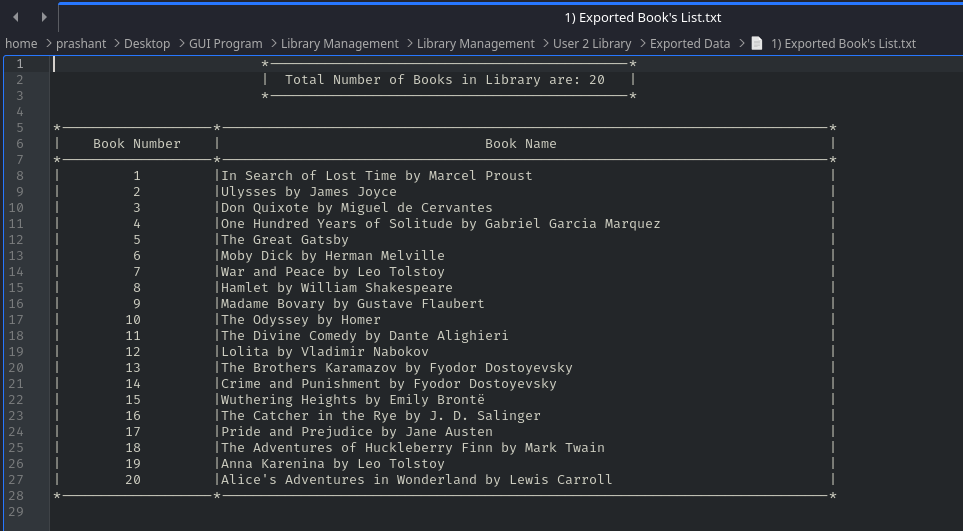 1) Exported Book's List.txt
home > prashant > Desktop > GUI Program > Library Management > Library Management > User 2 Library > Exported Data > 1) Exported Book's List.txt
1 *———————————————*
2 | Total Number of Books in Library are: 20 |
3 *———————————————*
4
5 *———————*———————————————————————*
6 | Book Number | Book Name |
7 *———————*———————————————————————*
8 | 1 |In Search of Lost Time by Marcel Proust |
9 | 2 |Ulysses by James Joyce |
10 | 3 |Don Quixote by Miguel de Cervantes |
11 | 4 |One Hundred Years of Solitude by Gabriel Garcia Marquez |
12 | 5 |The Great Gatsby |
13 | 6 |Moby Dick by Herman Melville |
14 | 7 |War and Peace by Leo Tolstoy |
15 | 8 |Hamlet by William Shakespeare |
16 | 9 |Madame Bovary by Gustave Flaubert |
17 | 10 |The Odyssey by Homer |
18 | 11 |The Divine Comedy by Dante Alighieri |
19 | 12 |Lolita by Vladimir Nabokov |
20 | 13 |The Brothers Karamazov by Fyodor Dostoyevsky |
21 | 14 |Crime and Punishment by Fyodor Dostoyevsky |
22 | 15 |Wuthering Heights by Emily Brontë |
23 | 16 |The Catcher in the Rye by J. D. Salinger |
24 | 17 |Pride and Prejudice by Jane Austen |
25 | 18 |The Adventures of Huckleberry Finn by Mark Twain |
26 | 19 |Anna Karenina by Leo Tolstoy |
27 | 20 |Alice's Adventures in Wonderland by Lewis Carroll |
28 *———————*———————————————————————*
29